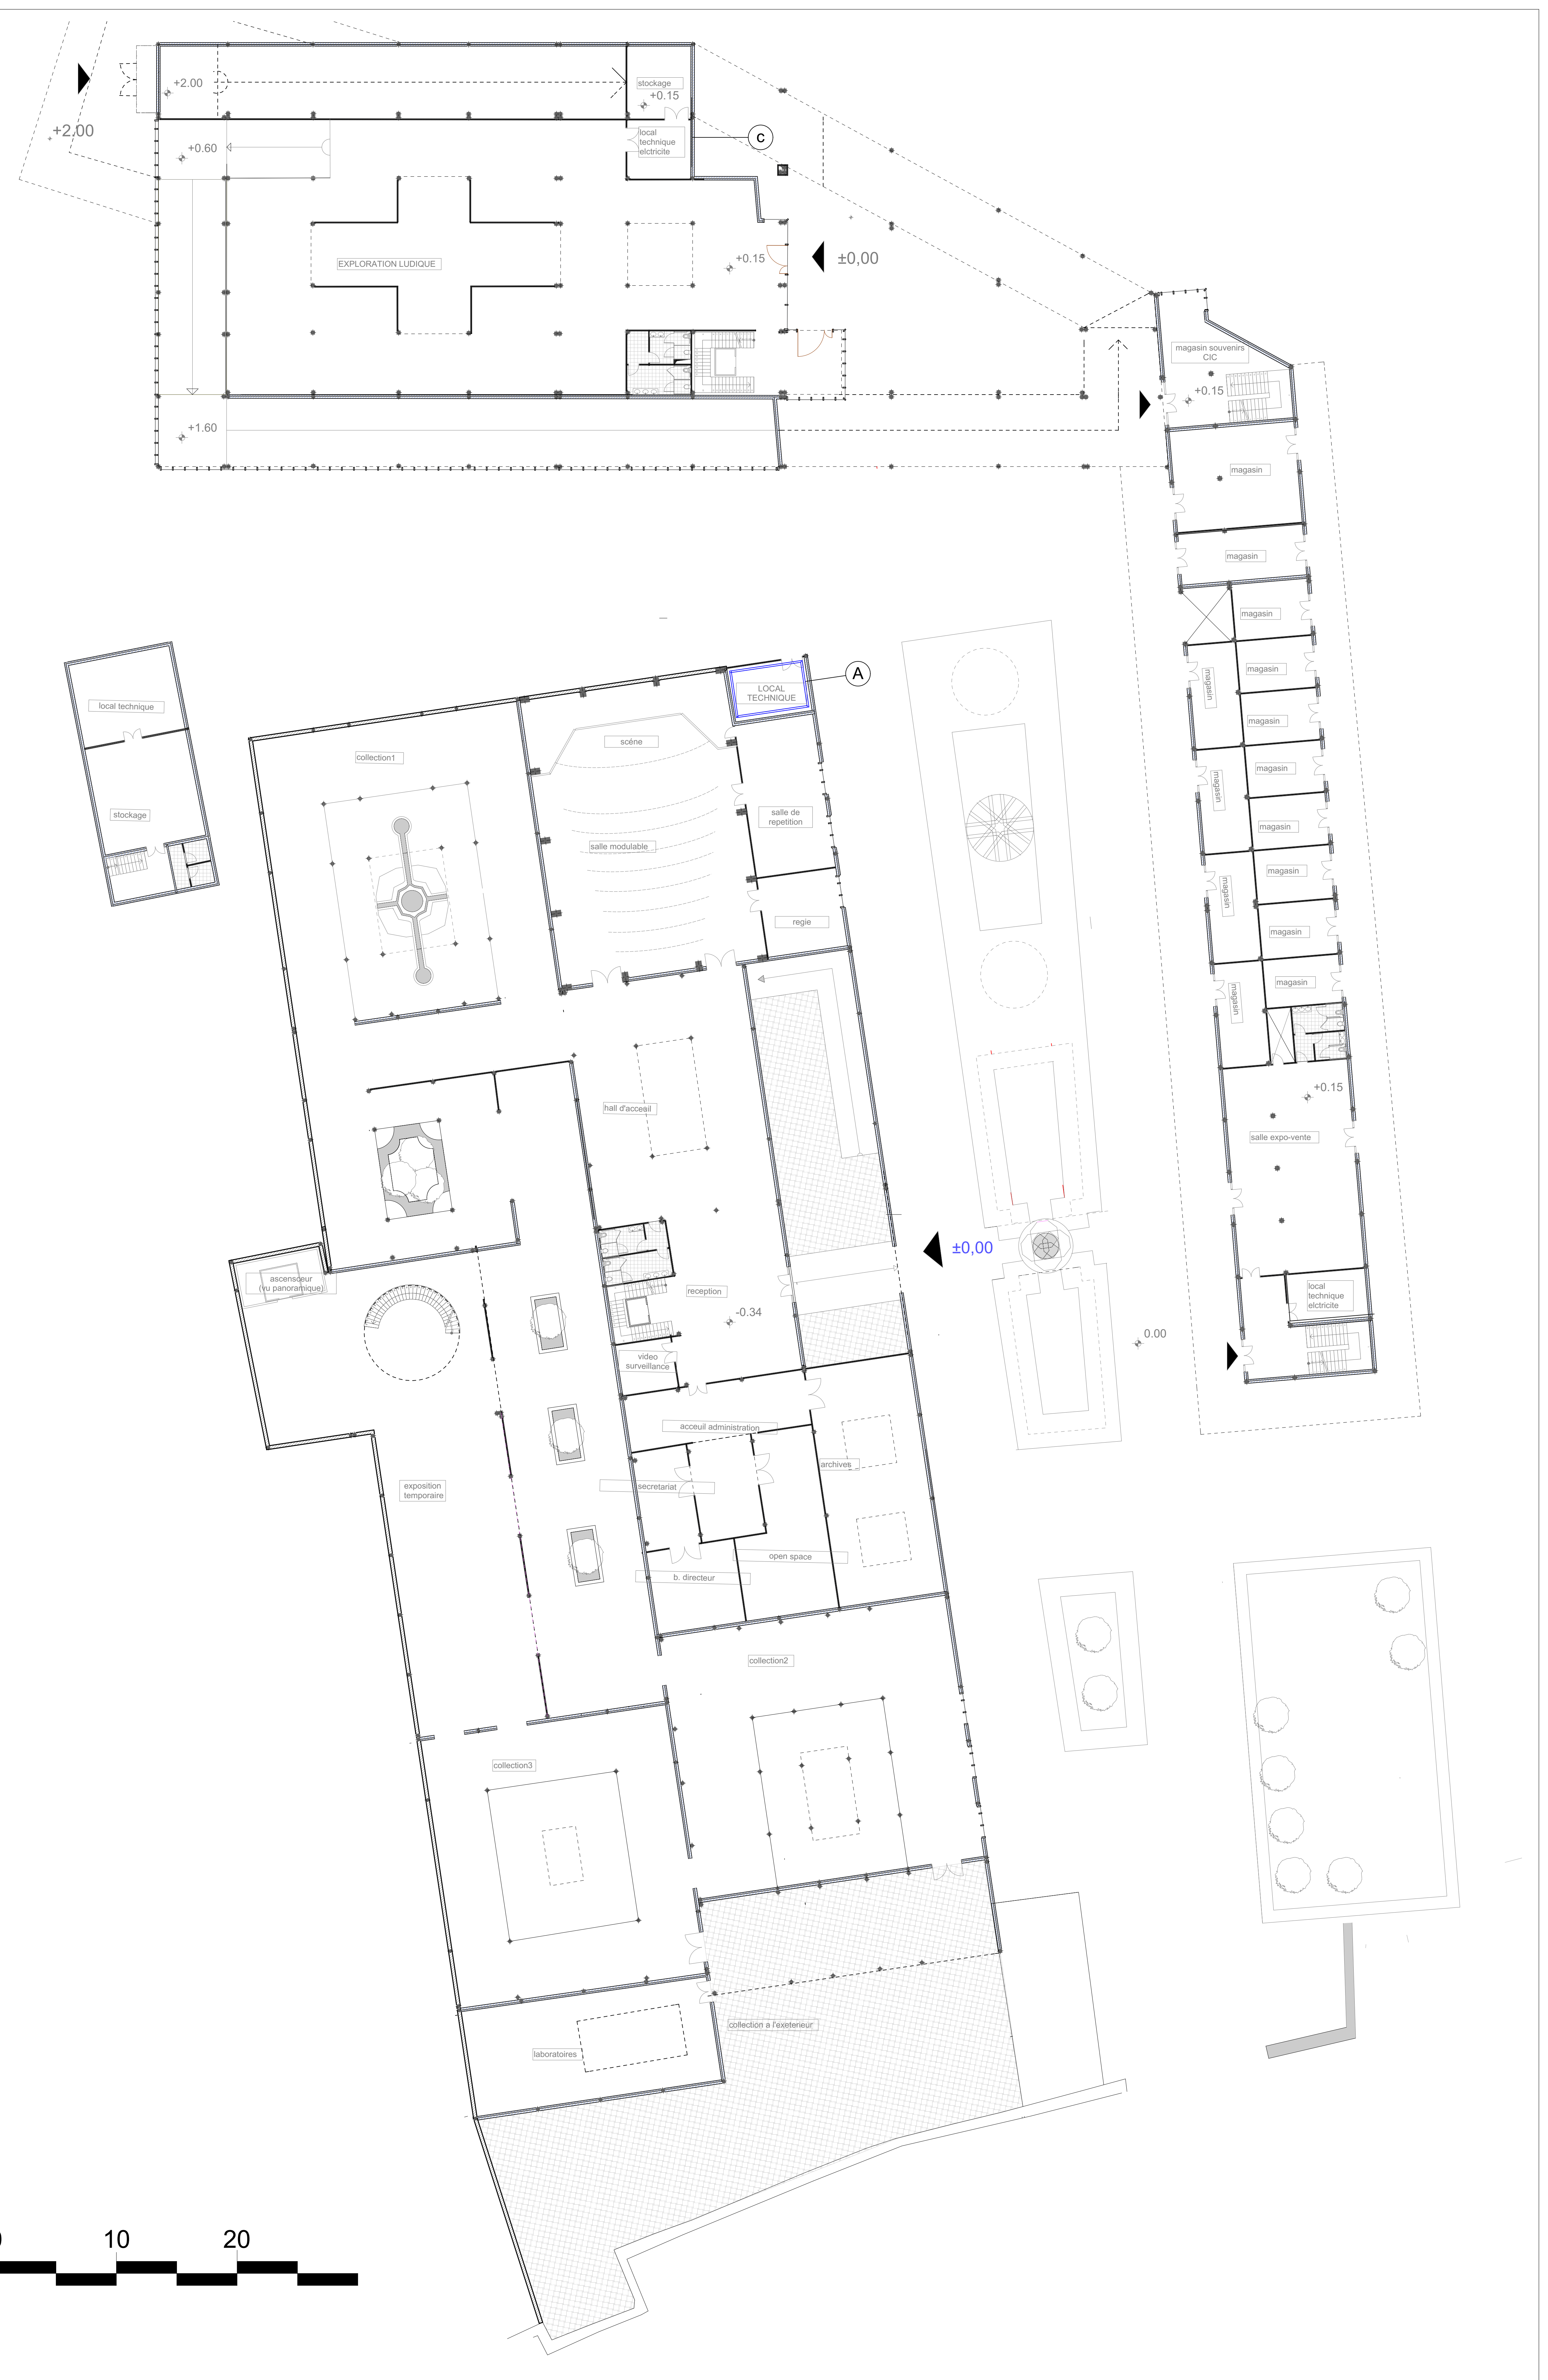 +2.00
stockage
+0.15
+2.00
local
technique
elctricite
C
+0.60
EXPLORATION LUDIQUE
+0.15
±0,00
magasin souvenirs
CIC
+0.15
+1.60
magasin
magasin
magasin
magasin
magasin
magasin
magasin
magasin
magasin
magasin
magasin
magasin
magasin
magasin
A
LOCAL
TECHNIQUE
local technique
scéne
collection1
stockage
salle de
repetition
salle modulable
regie
hall d'acceuil
+0.15
salle expo-vente
±0,00
ascensœur
(vu panoramique)
reception
-0.34
local
technique
elctricite
0.00
video
surveillance
acceuil administration
archives
exposition
temporaire
secretariat
open space
b. directeur
collection2
collection3
collection a l'exeterieur
laboratoires
10
20